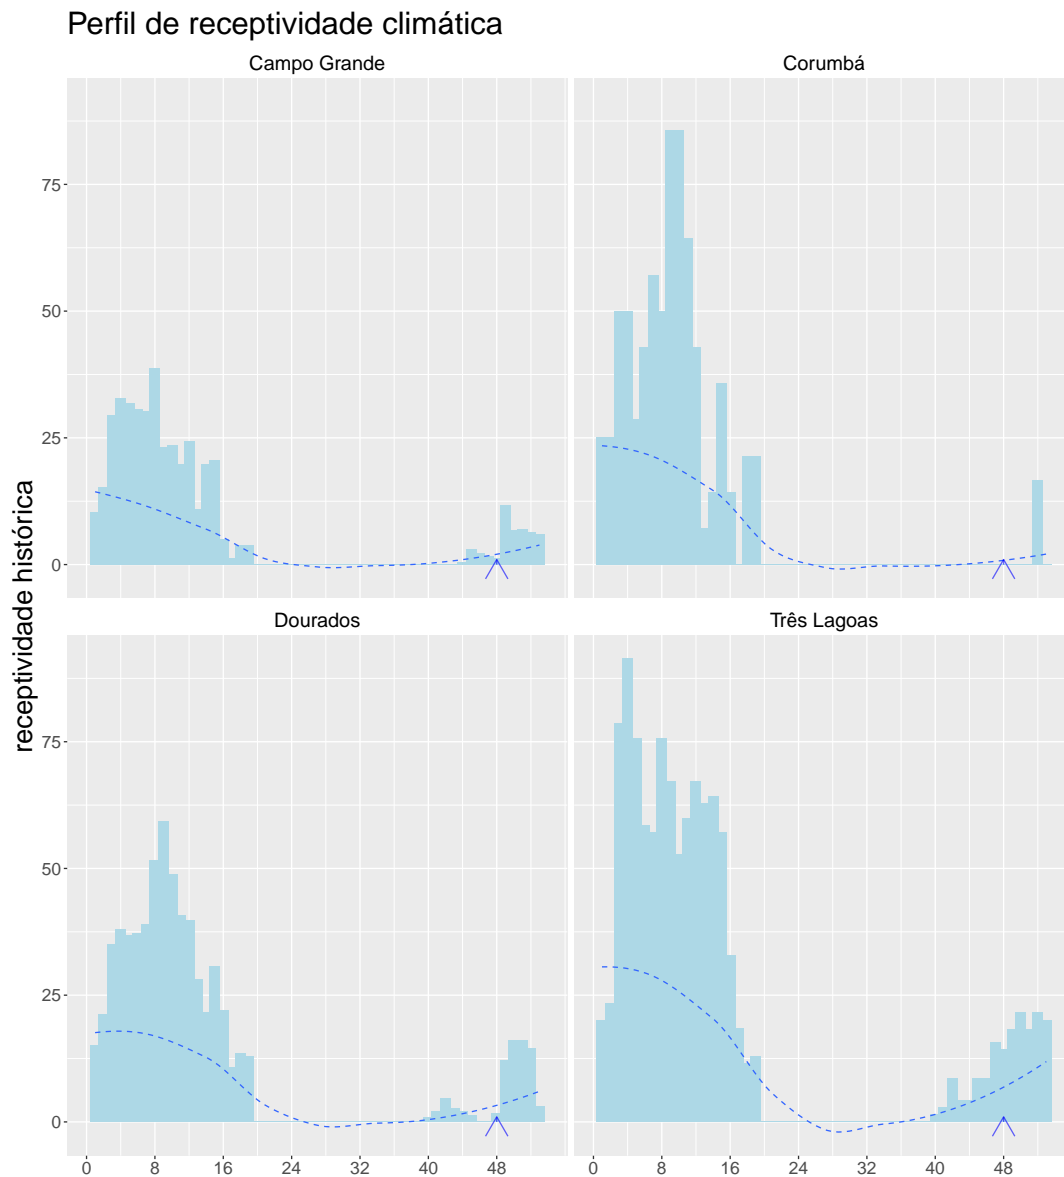 Perfil de receptividade climática
Campo Grande
Corumbá
75
50
25
0
receptividade histórica
Dourados
Três Lagoas
75
50
25
0
0 8 16 24 32 40 48
0 8 16 24 32 40 48